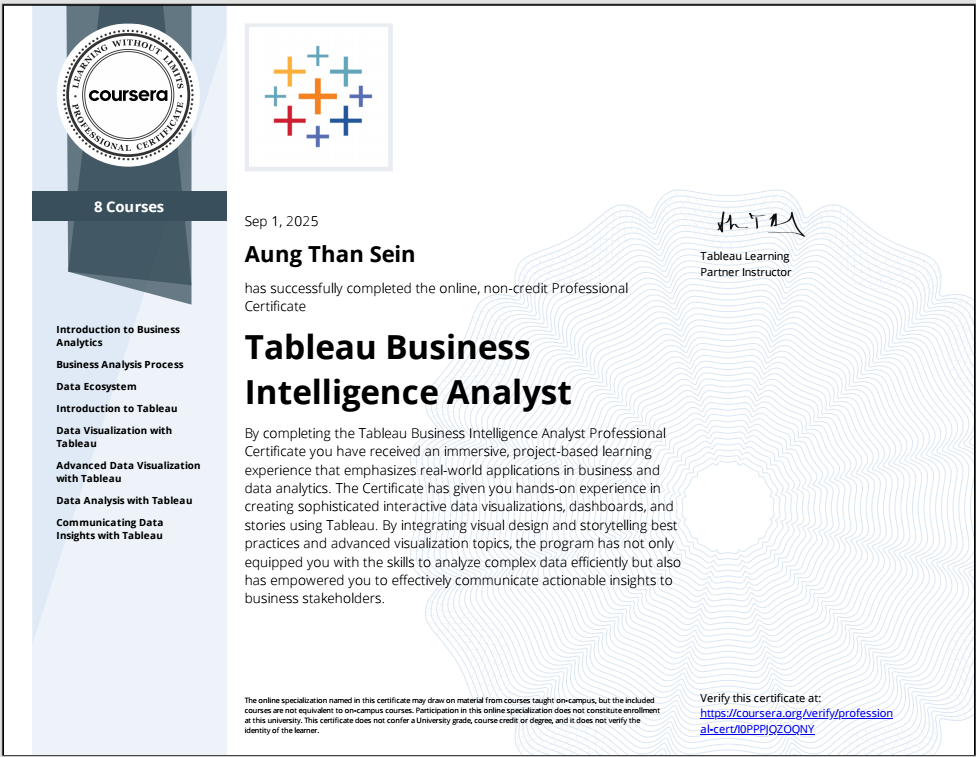 LEARNING WITHOUT LIMITS
coursera
PROFESSIONAL CERTIFICATE
8 Courses
Introduction to Business
Analytics
Business Analysis Process
Data Ecosystem
Introduction to Tableau
Data Visualization with
Tableau
Advanced Data Visualization
with Tableau
Data Analysis with Tableau
Communicating Data
Insights with Tableau
Sep 1, 2025
Aung Than Sein
has successfully completed the online, non-credit Professional
Certificate
Tableau Business
Intelligence Analyst
By completing the Tableau Business Intelligence Analyst Professional
Certificate you have received an immersive, project-based learning
experience that emphasizes real-world applications in business and
data analytics. The Certificate has given you hands-on experience in
creating sophisticated interactive data visualizations, dashboards, and
stories using Tableau. By integrating visual design and storytelling best
practices and advanced visualization topics, the program has not only
equipped you with the skills to analyze complex data efficiently but also
has empowered you to effectively communicate actionable insights to
business stakeholders.
Tableau Learning
Partner Instructor
The online specialization named in this certificate may draw on material from courses taught on-campus, but the included
courses are not equivalent to on-campus courses. Participation in this online specialization does not constitute enrollment
at this university. This certificate does not confer a University grade, course credit or degree, and it does not verify the
identity of the learner.
Verify this certificate at:
https://coursera.org/verify/profession
al-cert/I0PPPJQZOQNY